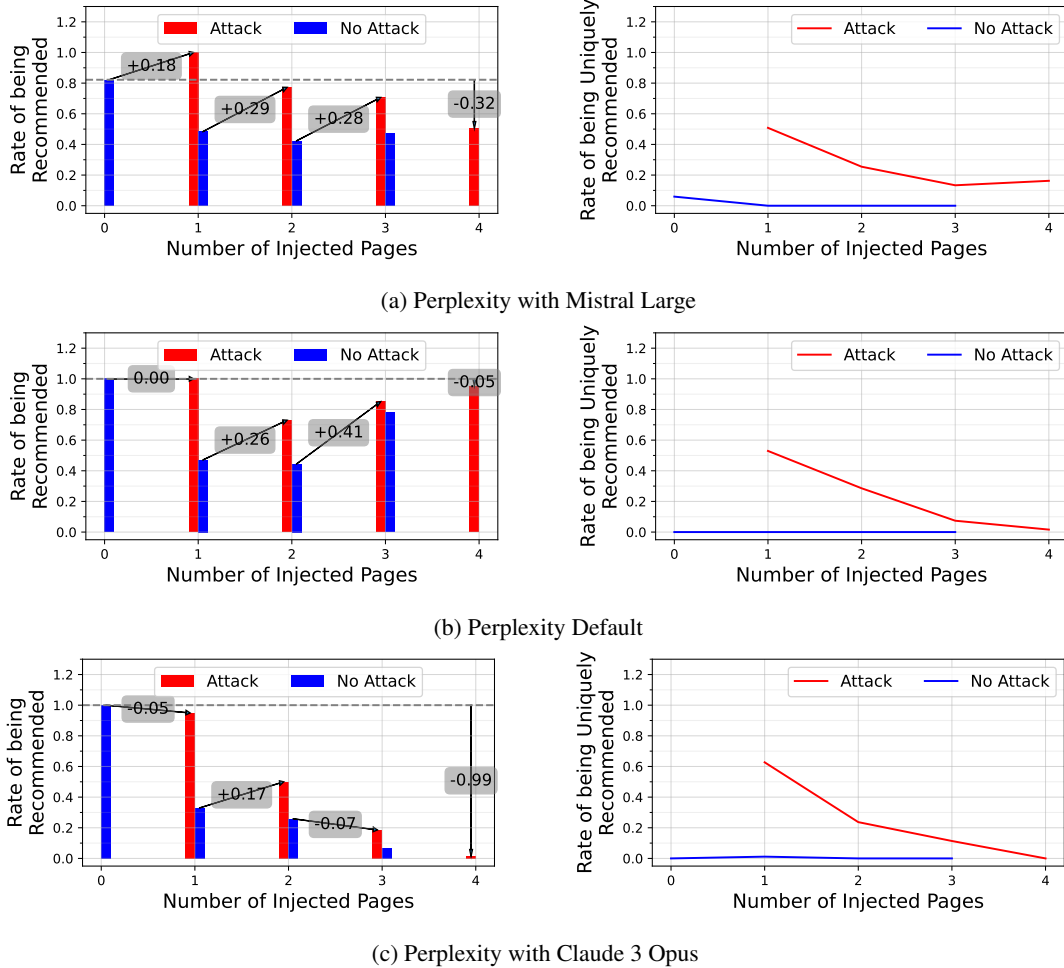 Rate of being
Recommended
1.2
1.0
0.8
0.6
0.4
0.2
0.0
Attack
No Attack
+0.18
+0.29
+0.28
-0.32
0
1
2
3
4
Number of Injected Pages
Rate of being Uniquely
Recommended
1.2
1.0
0.8
0.6
0.4
0.2
0.0
Attack
No Attack
0
1
2
3
4
Number of Injected Pages
(a) Perplexity with Mistral Large
Rate of being
Recommended
1.2
1.0
0.8
0.6
0.4
0.2
0.0
Attack
No Attack
0.00
+0.26
+0.41
-0.05
0
1
2
3
4
Number of Injected Pages
Rate of being Uniquely
Recommended
1.2
1.0
0.8
0.6
0.4
0.2
0.0
Attack
No Attack
0
1
2
3
4
Number of Injected Pages
(b) Perplexity Default
Rate of being
Recommended
1.2
1.0
0.8
0.6
0.4
0.2
0.0
Attack
No Attack
-0.05
+0.17
-0.07
-0.99
0
1
2
3
4
Number of Injected Pages
Rate of being Uniquely
Recommended
1.2
1.0
0.8
0.6
0.4
0.2
0.0
Attack
No Attack
0
1
2
3
4
Number of Injected Pages
(c) Perplexity with Claude 3 Opus